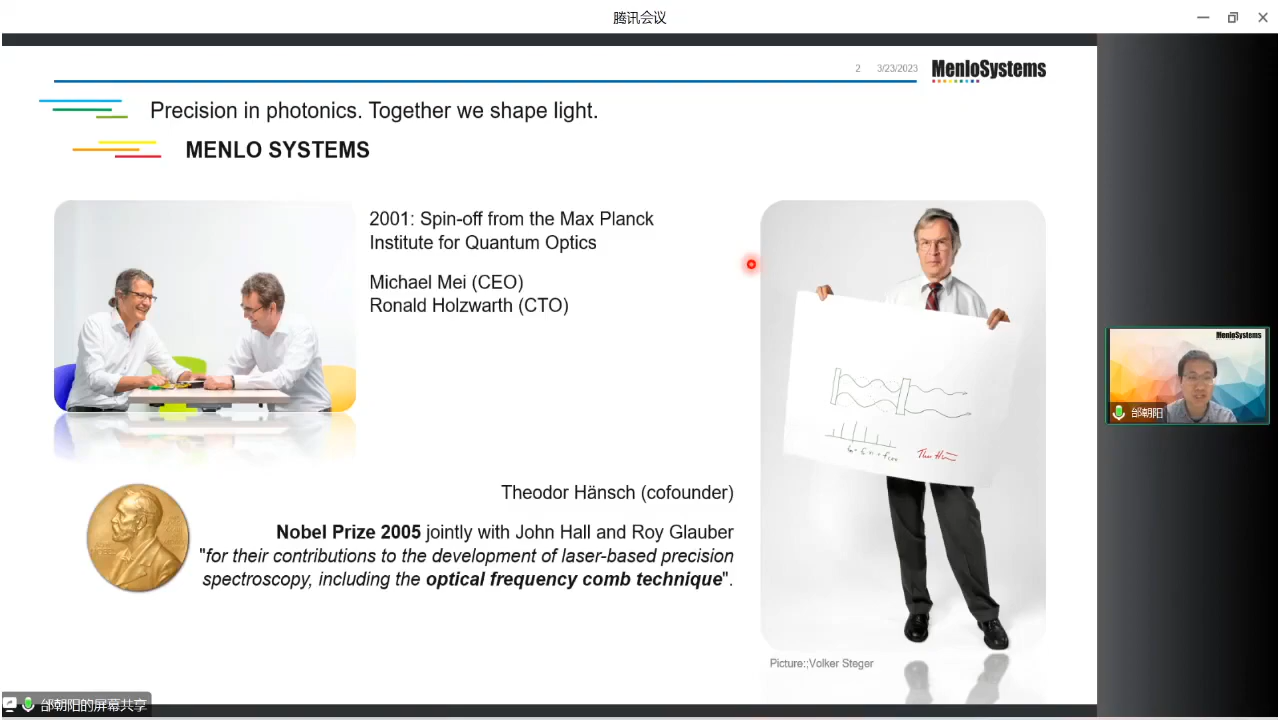 腾讯会议
2 3/23/2023 MenloSystems
Precision in photonics. Together we shape light.
MENLO SYSTEMS
2001: Spin-off from the Max Planck
Institute for Quantum Optics
Michael Mei (CEO)
Ronald Holzwarth (CTO)
MenloSystems
邰朝阳
Theodor Hänsch (cofounder)
Nobel Prize 2005 jointly with John Hall and Roy Glauber
"for their contributions to the development of laser-based precision
spectroscopy, including the optical frequency comb technique".
Picture:;Volker Steger
邰朝阳的屏幕共享